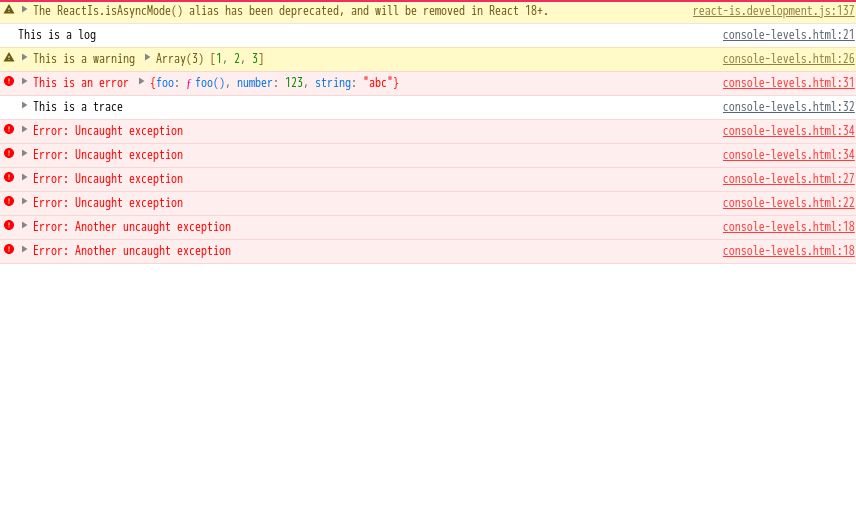 The ReactIs.isAsyncMode() alias has been deprecated, and will be removed in React 18+. react-is.development.js:137
This is a log console-levels.html:21
This is a warning Array(3) [1, 2, 3] console-levels.html:26
This is an error {foo: ƒ foo(), number: 123, string: "abc"} console-levels.html:31
This is a trace console-levels.html:32
Error: Uncaught exception console-levels.html:34
Error: Uncaught exception console-levels.html:34
Error: Uncaught exception console-levels.html:27
Error: Uncaught exception console-levels.html:22
Error: Another uncaught exception console-levels.html:18
Error: Another uncaught exception console-levels.html:18